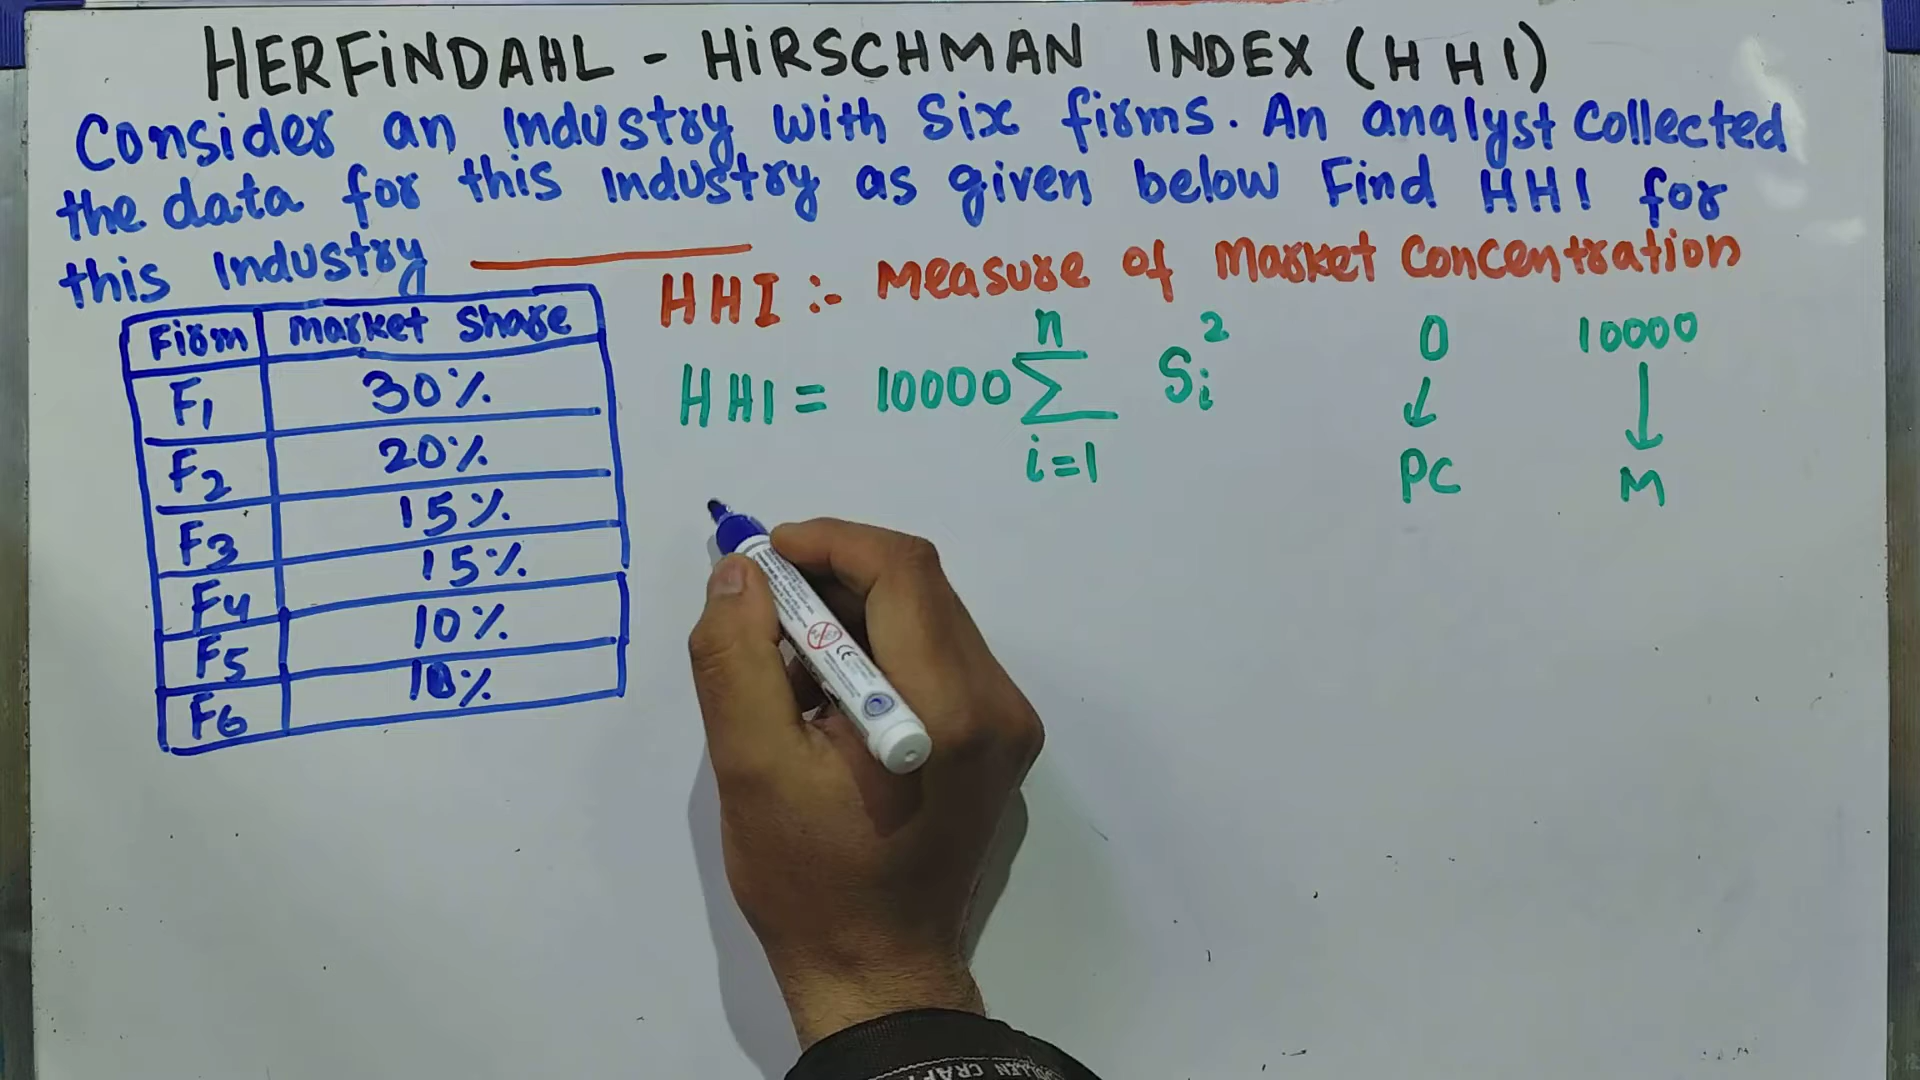 HERFiNDAHL - HiRSCHMAN INDEX (HHI)
Consider an Industry with Six firms. An analyst Collected
the data for this Industry as given below Find HHI for
this Industry
HHI :- Measure of Market Concentration
HHI = 10000 n Σ i=1 Si²
0 10000
↓ ↓
PC M
Firm Market Share
F1 30%
F2 20%
F3 15%
F4 15%
F5 10%
F6 10%
CE